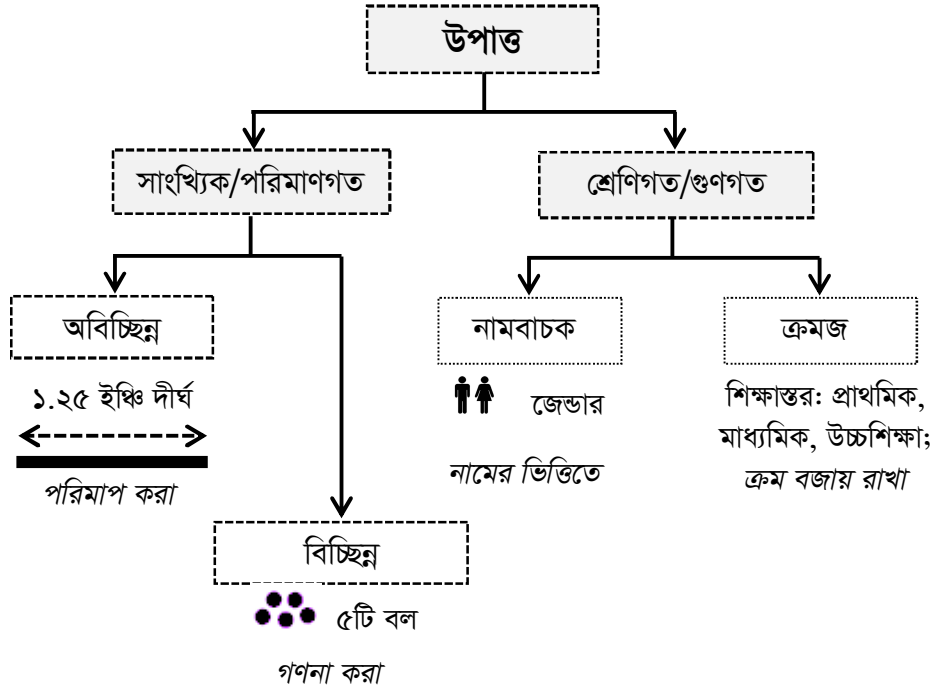 উপাত্ত
সাংখ্যিক/পরিমাণগত
শ্রেণিগত/গুণগত
অবিচ্ছিন্ন
নামবাচক
ক্রমজ
১.২৫ ইঞ্চি দীর্ঘ
পরিমাপ করা
জেন্ডার
নামের ভিত্তিতে
শিক্ষাস্তর: প্রাথমিক,
মাধ্যমিক, উচ্চশিক্ষা;
ক্রম বজায় রাখা
বিচ্ছিন্ন
৫টি বল
গণনা করা